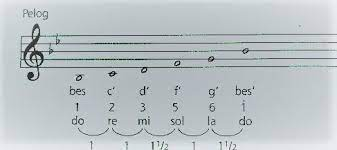 Pelog
bes c' d' f' g' bes'
1 2 3 5 6 i
do re mi sol la do
1 1 1½ 1 1½